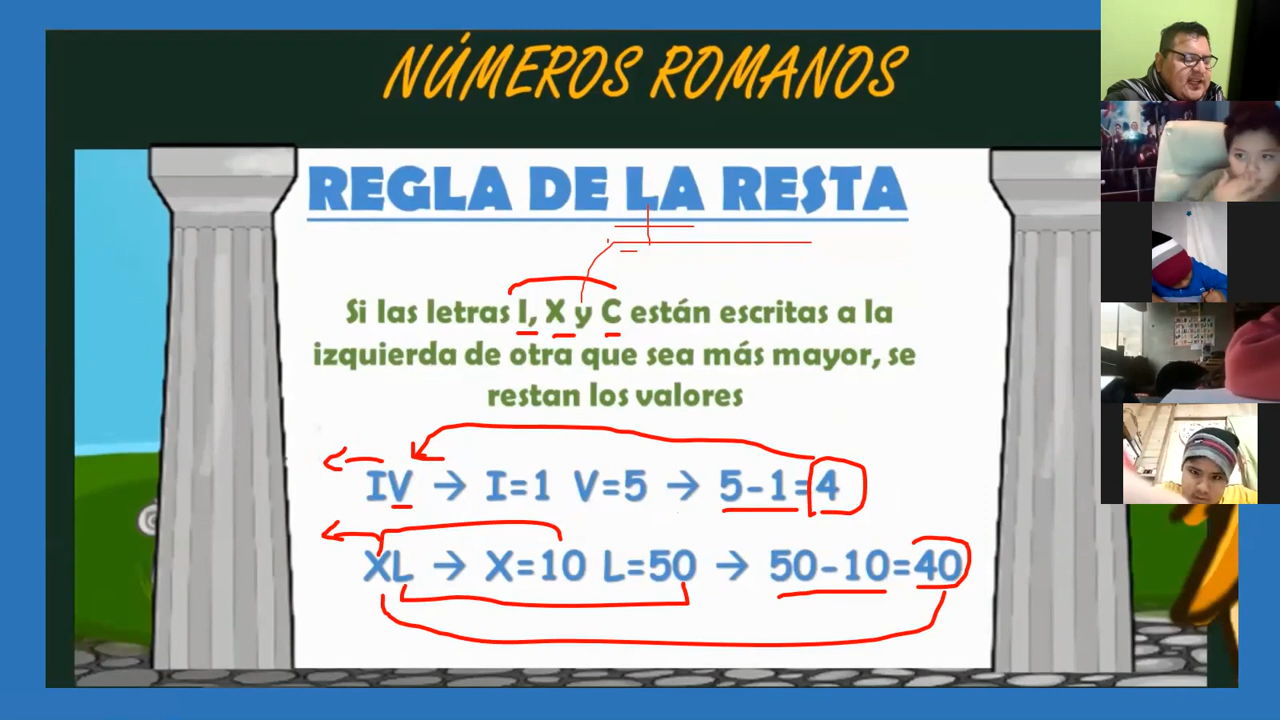 NÚMEROS ROMANOS
REGLA DE LA RESTA
Si las letras I, X y C están escritas a la
izquierda de otra que sea más mayor, se
restan los valores
IV → I=1 V=5 → 5-1=4
XL → X=10 L=50 → 50-10=40